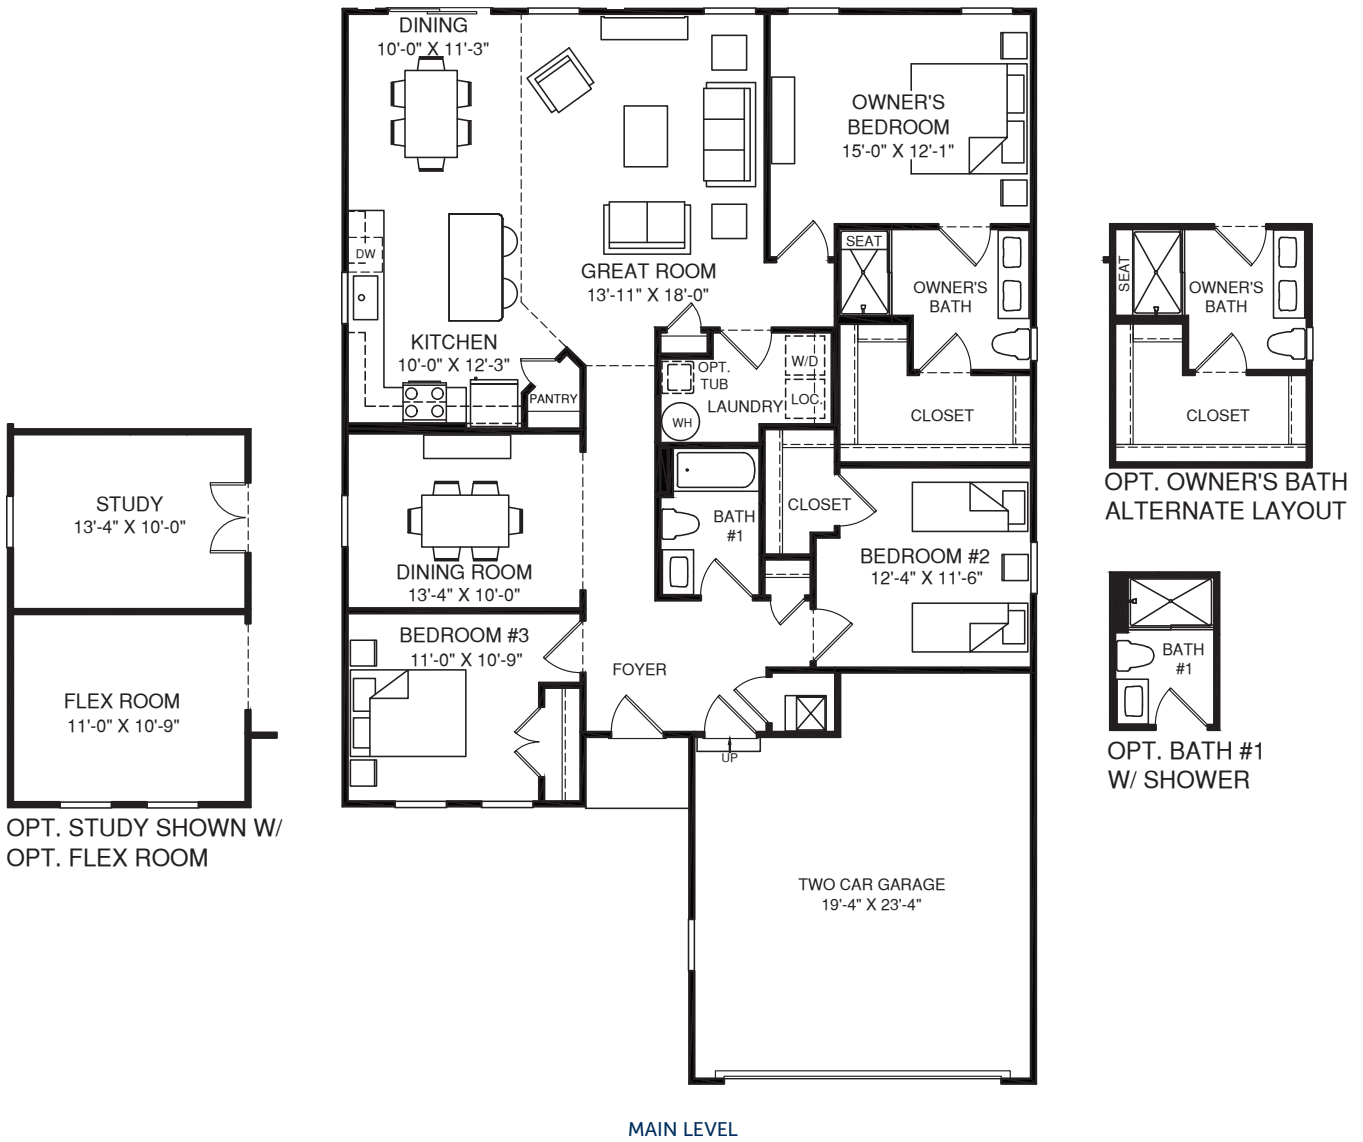 DINING
10'-0" X 11'-3"
OWNER'S
BEDROOM
15'-0" X 12'-1"
DW
GREAT ROOM
13'-11" X 18'-0"
SEAT
OWNER'S
BATH
KITCHEN
10'-0" X 12'-3"
PANTRY
OPT.
TUB
W/D
LOC.
LAUNDRY
WH
CLOSET
SEAT
OWNER'S
BATH
CLOSET
OPT. OWNER'S BATH
ALTERNATE LAYOUT
STUDY
13'-4" X 10'-0"
DINING ROOM
13'-4" X 10'-0"
BATH
#1
CLOSET
BEDROOM #2
12'-4" X 11'-6"
BEDROOM #3
11'-0" X 10'-9"
FOYER
FLEX ROOM
11'-0" X 10'-9"
BATH
#1
OPT. BATH #1
W/ SHOWER
UP
OPT. STUDY SHOWN W/
OPT. FLEX ROOM
TWO CAR GARAGE
19'-4" X 23'-4"
MAIN LEVEL